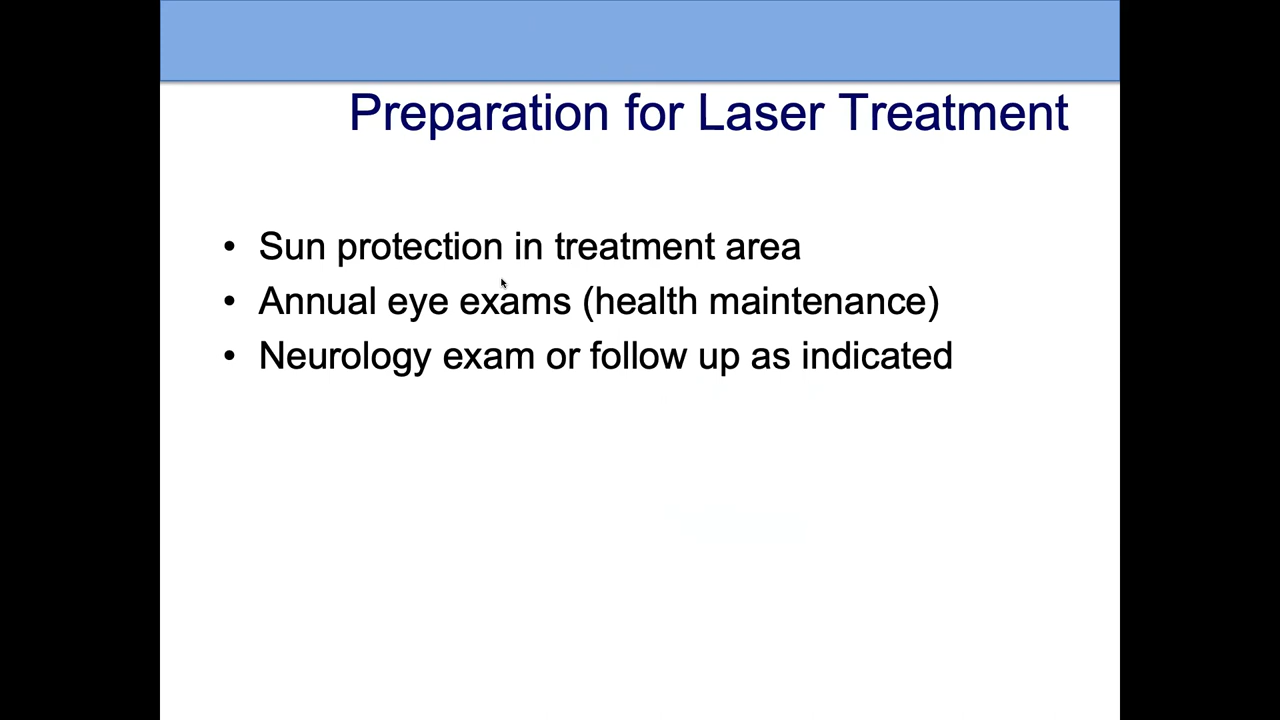 Preparation for Laser Treatment
• Sun protection in treatment area
• Annual eye exams (health maintenance)
• Neurology exam or follow up as indicated